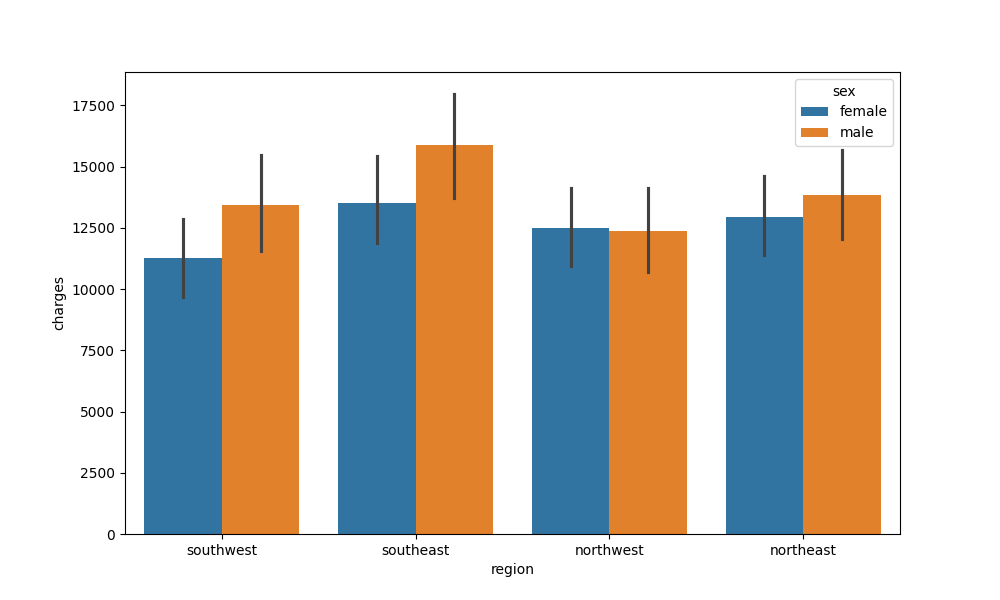 sex
female
male
17500
15000
12500
10000
7500
5000
2500
0
charges
southwest southeast northwest northeast
region